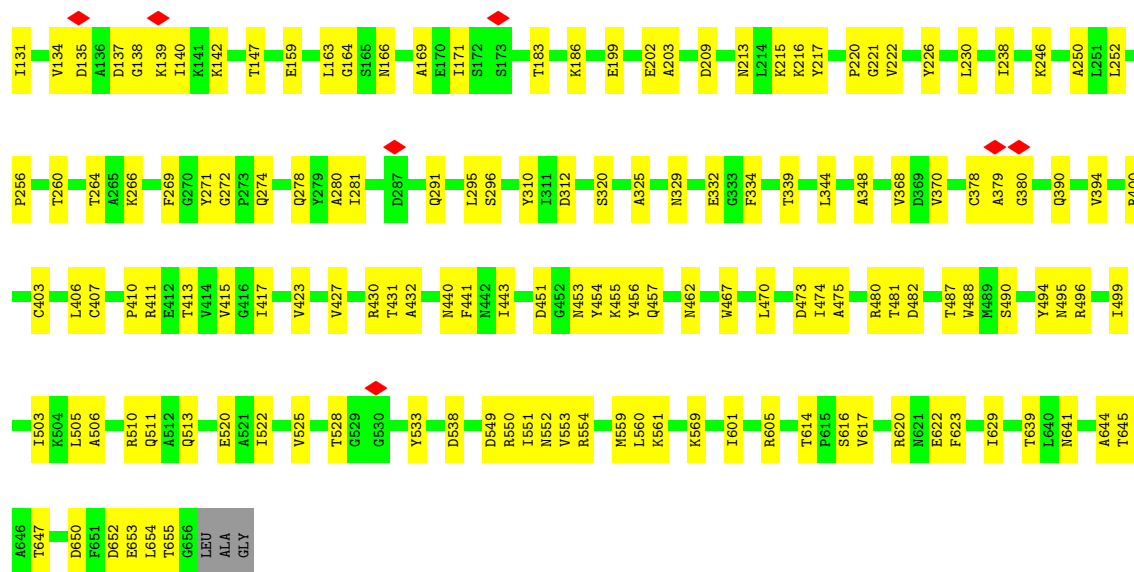 I131 V134 D135 A136 D137 G138 K139 I140 K141 K142 T147 E159 L163 G164 S165 N166 A169 E170 I171 S172 S173 T183 K186 E199 E202 A203 D209 N213 L214 K215 K216 Y217 P220 G221 V222 Y226 L230 I238 K246 A250 L251 L252
P256 T260 T264 A265 K266 F269 G270 Y271 G272 P273 Q274 Q278 Y279 A280 I281 D287 Q291 L295 S296 Y310 I311 D312 S320 A325 N329 E332 G333 F334 T339 L344 A348 V368 D369 V370 C378 A379 G380 Q390 V394 R400
C403 L406 C407 P410 R411 E412 T413 V414 V415 G416 I417 V423 V427 R430 T431 A432 N440 F441 N442 I443 D451 G452 N453 Y454 K455 Y456 Q457 N462 W467 L470 D473 I474 A475 R480 T481 D482 T487 W488 M489 S490 Y494 N495 R496 I499
I503 K504 L505 A506 R510 Q511 A512 Q513 E520 A521 I522 V525 T528 G529 G530 Y533 D538 D549 R550 I551 N552 V553 R554 M559 L560 K561 K569 I601 R605 T614 P615 S616 V617 R620 N621 E622 F623 I629 T639 L640 N641 A644 T645
A646 T647 D650 F651 D652 E653 L654 T655 G656 LEU ALA GLY